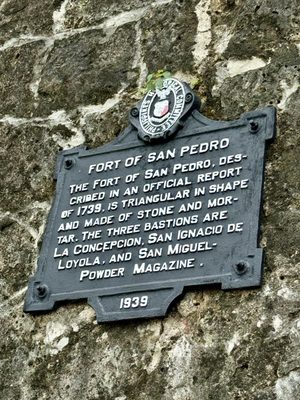 FORT OF SAN PEDRO
THE FORT OF SAN PEDRO, DES-
CRIBED IN AN OFFICIAL REPORT
OF 1739, IS TRIANGULAR IN SHAPE
AND MADE OF STONE AND MOR-
TAR. THE THREE BASTIONS ARE
LA CONCEPCION, SAN IGNACIO DE
LOYOLA, AND SAN MIGUEL-
POWDER MAGAZINE.
1939